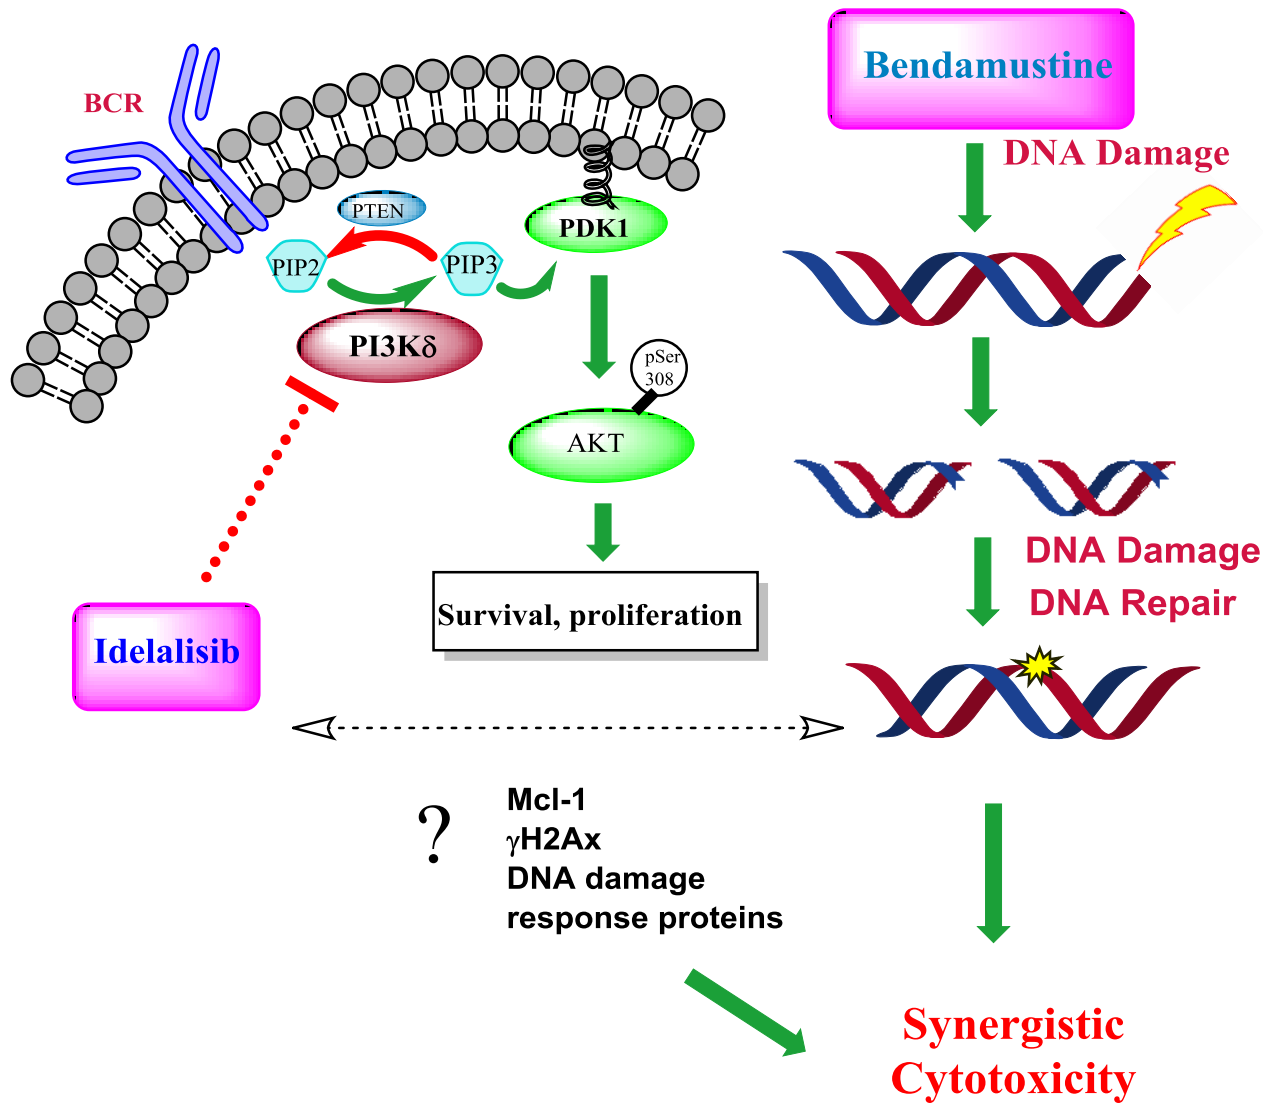 Bendamustine
BCR
DNA Damage
PTEN
PDK1
PIP2
PIP3
PI3Kδ
pSer
308
AKT
DNA Damage
DNA Repair
Survival, proliferation
Idelalisib
?
Mcl-1
γH2Ax
DNA damage
response proteins
Synergistic
Cytotoxicity